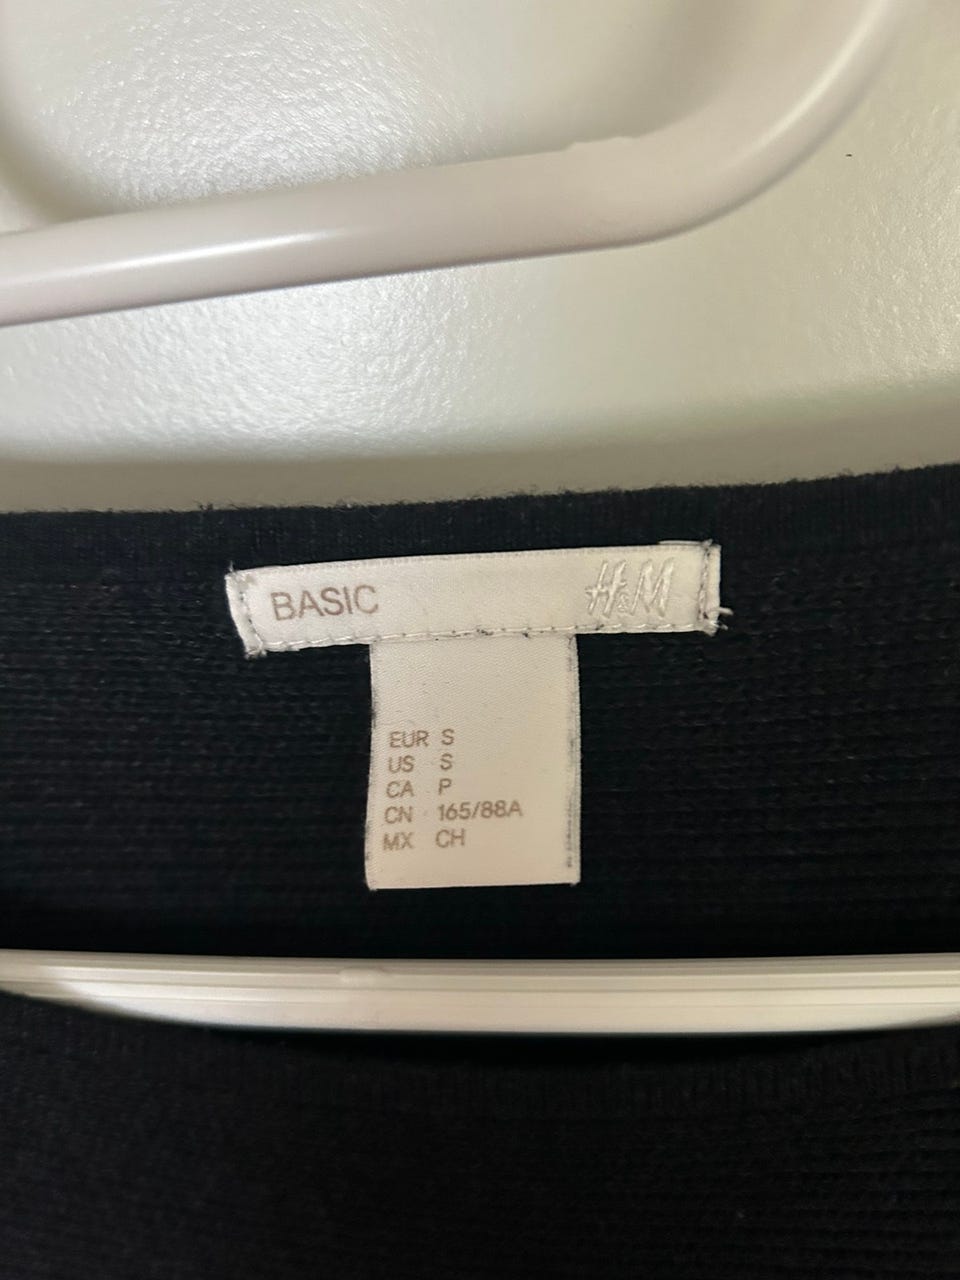 BASIC H&M
EUR S
US S
CA P
CN 165/88A
MX CH